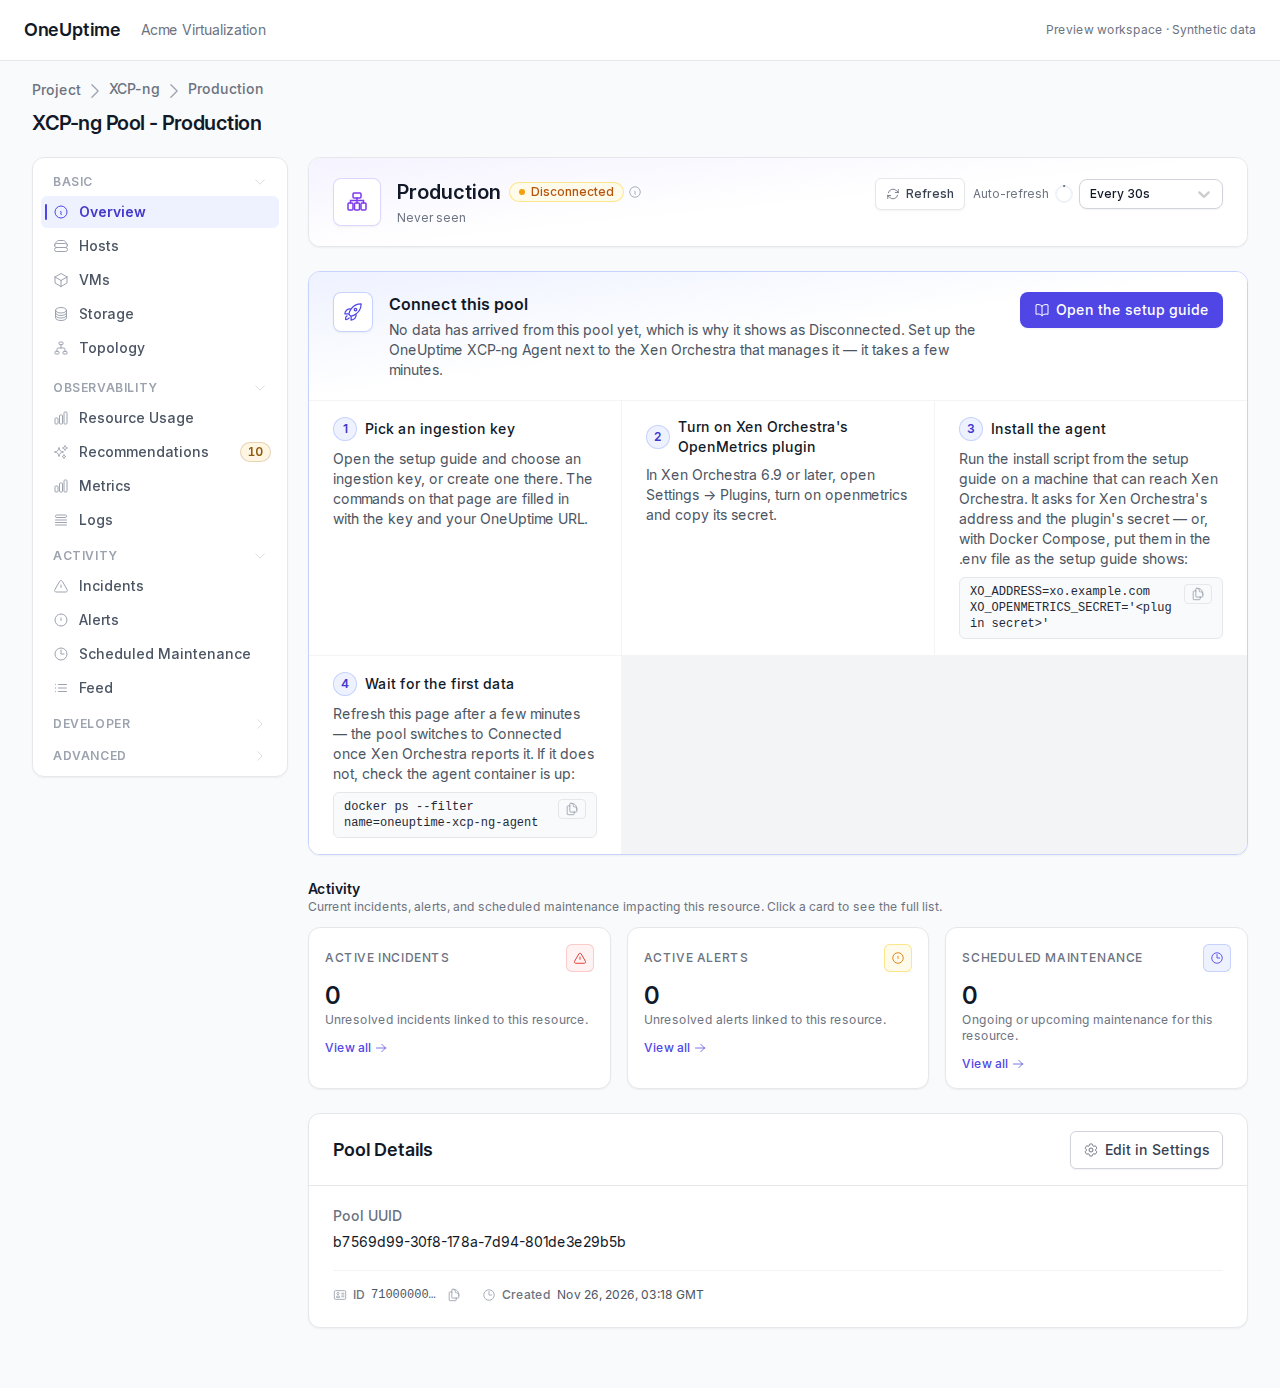 OneUptime
Acme Virtualization
Preview workspace · Synthetic data
Project
XCP-ng
Production
XCP-ng Pool - Production
BASIC
Overview
Hosts
VMs
Storage
Topology
OBSERVABILITY
Resource Usage
Recommendations
10
Metrics
Logs
ACTIVITY
Incidents
Alerts
Scheduled Maintenance
Feed
DEVELOPER
ADVANCED
Production
Disconnected
Never seen
Refresh
Auto-refresh
Every 30s
Connect this pool
No data has arrived from this pool yet, which is why it shows as Disconnected. Set up the
OneUptime XCP-ng Agent next to the Xen Orchestra that manages it — it takes a few
minutes.
Open the setup guide
1
Pick an ingestion key
Open the setup guide and choose an
ingestion key, or create one there. The
commands on that page are filled in
with the key and your OneUptime URL.
2
Turn on Xen Orchestra's
OpenMetrics plugin
In Xen Orchestra 6.9 or later, open
Settings → Plugins, turn on openmetrics
and copy its secret.
3
Install the agent
Run the install script from the setup
guide on a machine that can reach Xen
Orchestra. It asks for Xen Orchestra's
address and the plugin's secret — or,
with Docker Compose, put them in the
.env file as the setup guide shows:
XO_ADDRESS=xo.example.com
XO_OPENMETRICS_SECRET='<plug
in secret>'
4
Wait for the first data
Refresh this page after a few minutes
— the pool switches to Connected
once Xen Orchestra reports it. If it does
not, check the agent container is up:
docker ps --filter
name=oneuptime-xcp-ng-agent
Activity
Current incidents, alerts, and scheduled maintenance impacting this resource. Click a card to see the full list.
ACTIVE INCIDENTS
0
Unresolved incidents linked to this resource.
View all →
ACTIVE ALERTS
0
Unresolved alerts linked to this resource.
View all →
SCHEDULED MAINTENANCE
0
Ongoing or upcoming maintenance for this
resource.
View all →
Pool Details
Edit in Settings
Pool UUID
b7569d99-30f8-178a-7d94-801de3e29b5b
ID 71000000…
Created Nov 26, 2026, 03:18 GMT